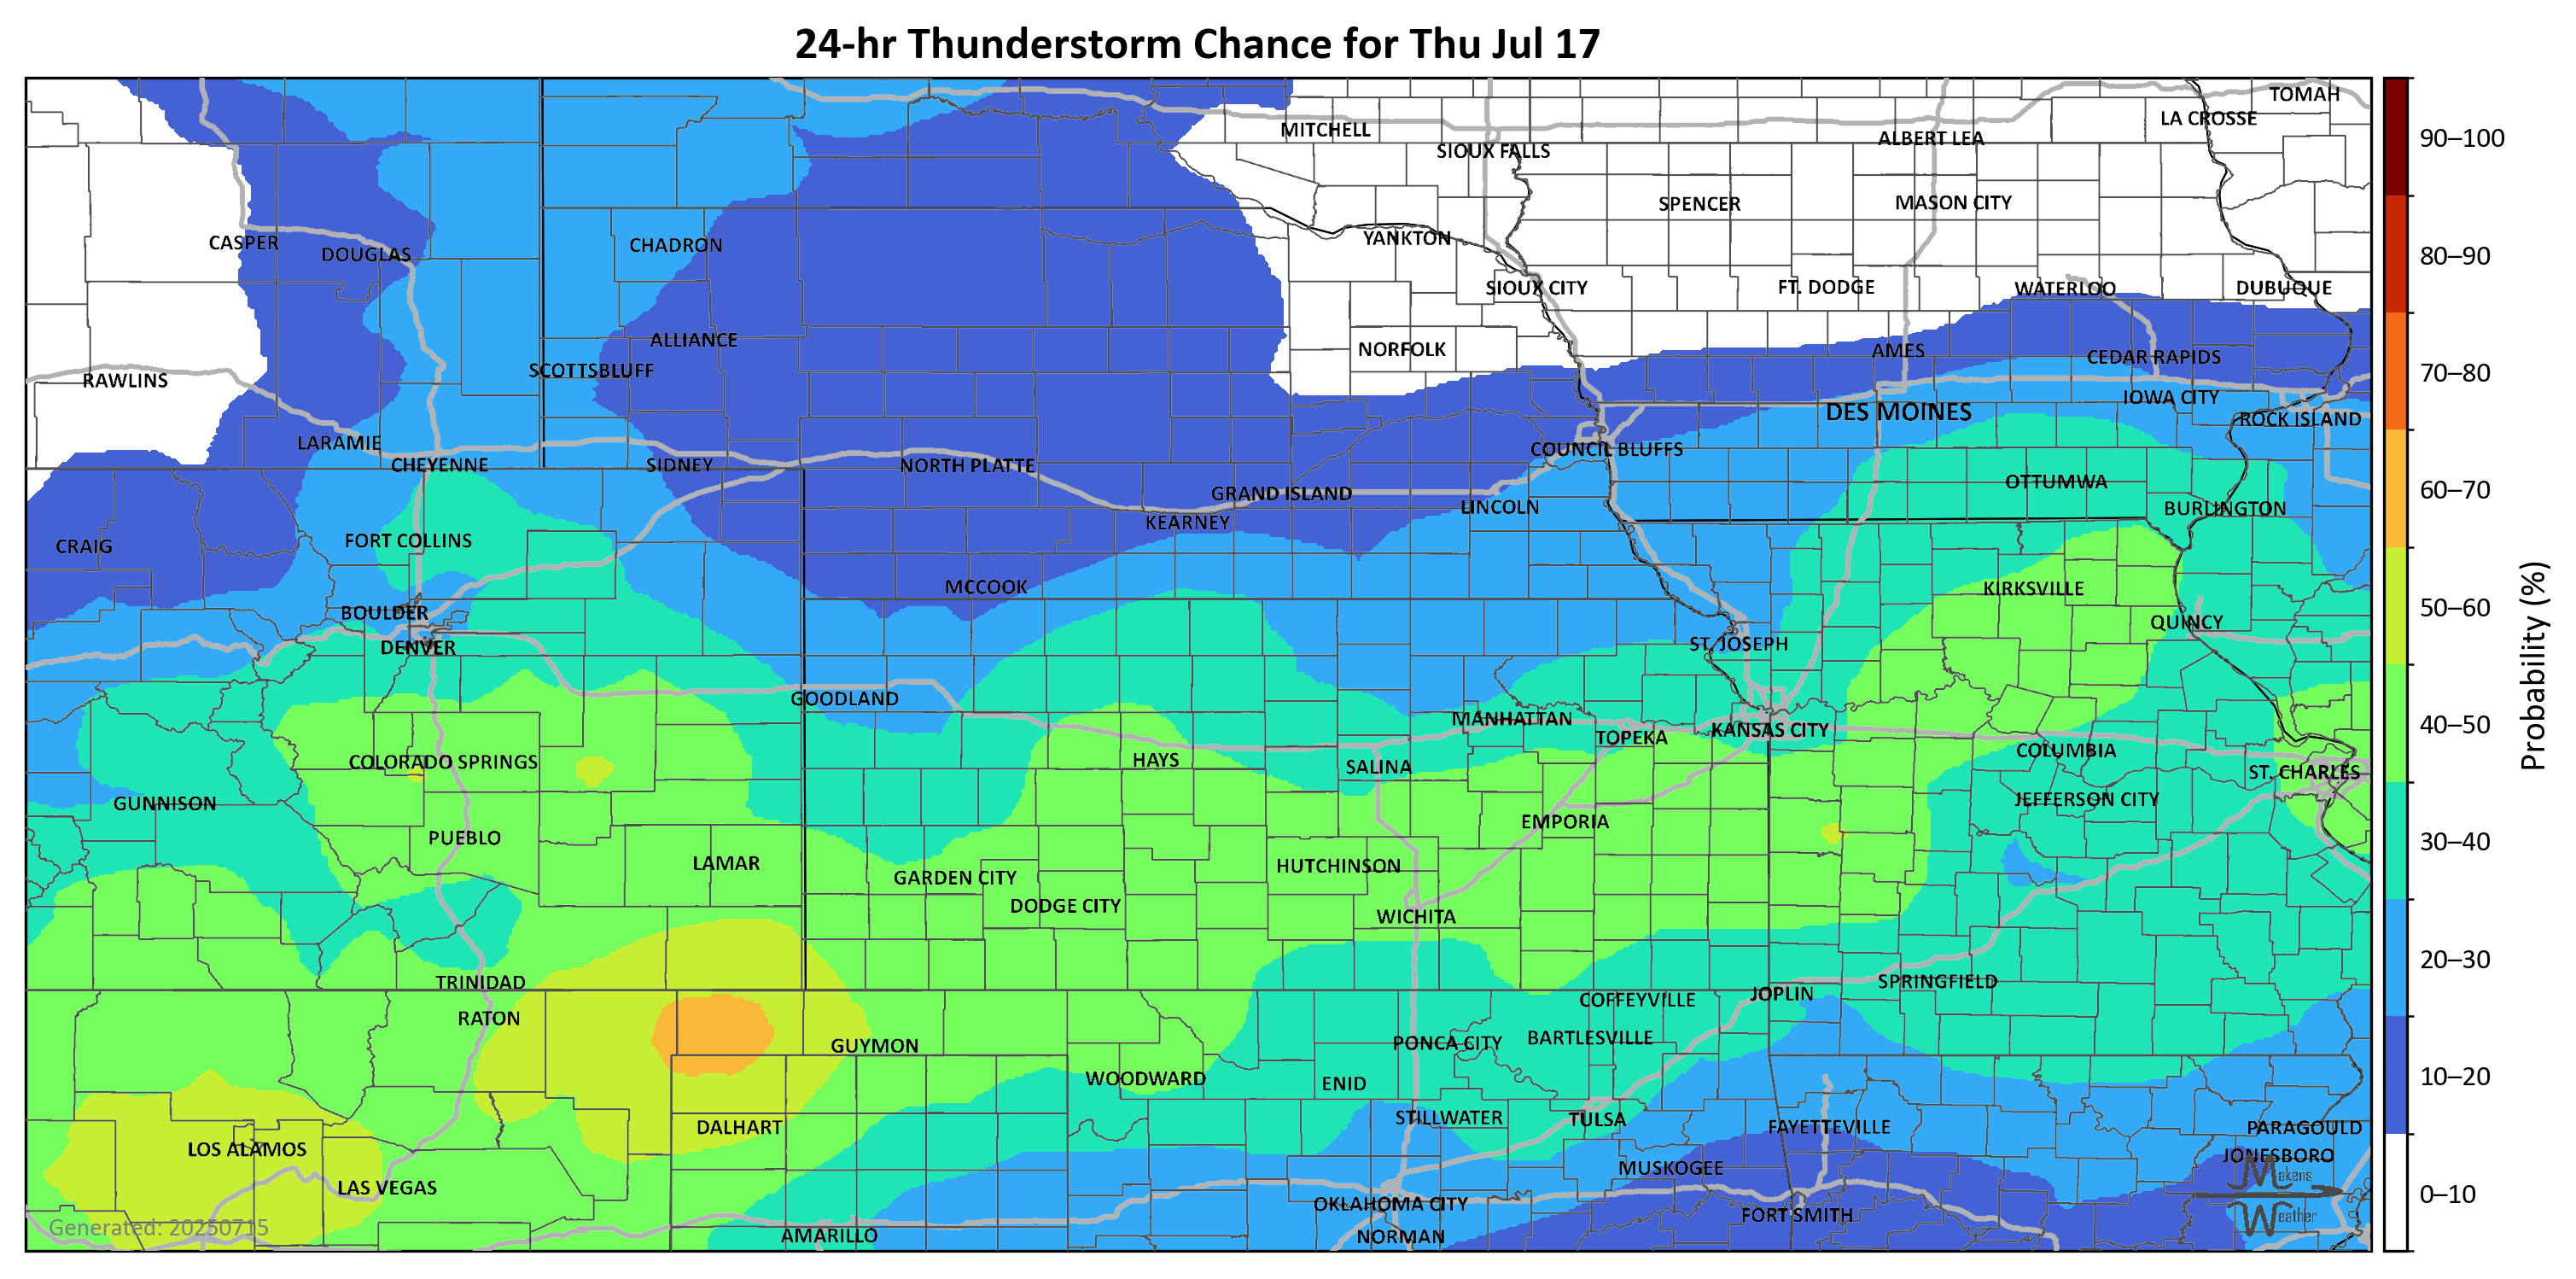 24-hr Thunderstorm Chance for Thu Jul 17
TOMAH
LA CROSSE
MITCHELL
ALBERT LEA
90–100
SIOUX FALLS
SPENCER
MASON CITY
CASPER
DOUGLAS
CHADRON
YANKTON
80–90
SIOUX CITY
FT. DODGE
WATERLOO
DUBUQUE
ALLIANCE
NORFOLK
AMES
CEDAR RAPIDS
RAWLINS
SCOTTSBLUFF
70–80
IOWA CITY
DES MOINES
ROCK ISLAND
LARAMIE
COUNCIL BLUFFS
CHEYENNE
SIDNEY
NORTH PLATTE
GRAND ISLAND
OTTUMWA
60–70
LINCOLN
BURLINGTON
KEARNEY
CRAIG
FORT COLLINS
MCCOOK
KIRKSVILLE
50–60
BOULDER
QUINCY
DENVER
ST. JOSEPH
GOODLAND
MANHATTAN
TOPEKA
KANSAS CITY
40–50
Probability (%)
COLORADO SPRINGS
HAYS
SALINA
COLUMBIA
ST. CHARLES
GUNNISON
JEFFERSON CITY
PUEBLO
EMPORIA
30–40
LAMAR
GARDEN CITY
HUTCHINSON
DODGE CITY
WICHITA
20–30
TRINIDAD
SPRINGFIELD
RATON
COFFEYVILLE
JOPLIN
GUYMON
PONCA CITY
BARTLESVILLE
WOODWARD
ENID
10–20
DALHART
STILLWATER
TULSA
FAYETTEVILLE
PARAGOULD
LOS ALAMOS
MUSKOGEE
JONESBORO
LAS VEGAS
Makens
OKLAHOMA CITY
0–10
FORT SMITH
Weather
Generated: 20250715
AMARILLO
NORMAN